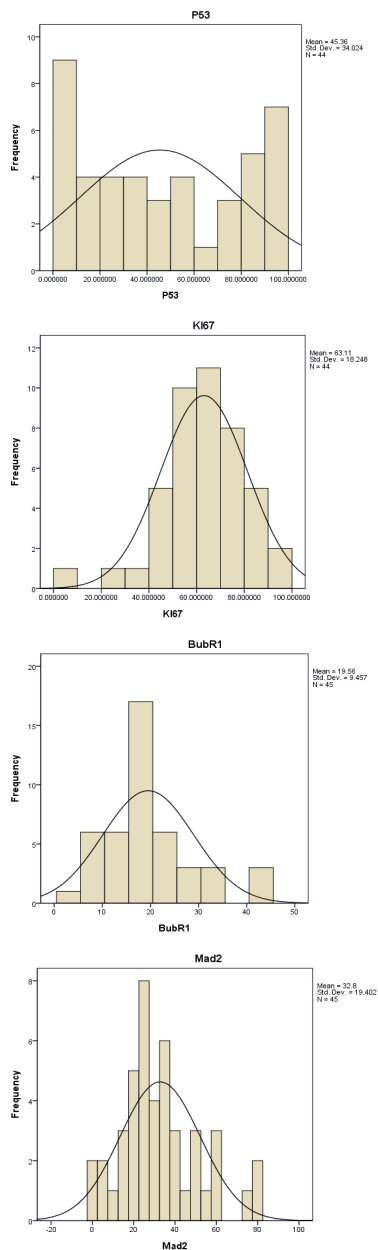 P53
Mean = 45.36
Std. Dev. = 34.024
N = 44
10
8
6
4
2
0
Frequency
0.000000 20.000000 40.000000 60.000000 80.000000 100.000000
P53
KI67
Mean = 63.11
Std. Dev. = 18.248
N = 44
12
10
8
6
4
2
0
Frequency
0.000000 20.000000 40.000000 60.000000 80.000000 100.000000
KI67
BubR1
Mean = 19.56
Std. Dev. = 9.457
N = 45
20
15
10
5
0
Frequency
0 10 20 30 40 50
BubR1
Mad2
Mean = 32.8
Std. Dev. = 19.402
N = 45
8
6
4
2
0
Frequency
-20 0 20 40 60 80 100
Mad2